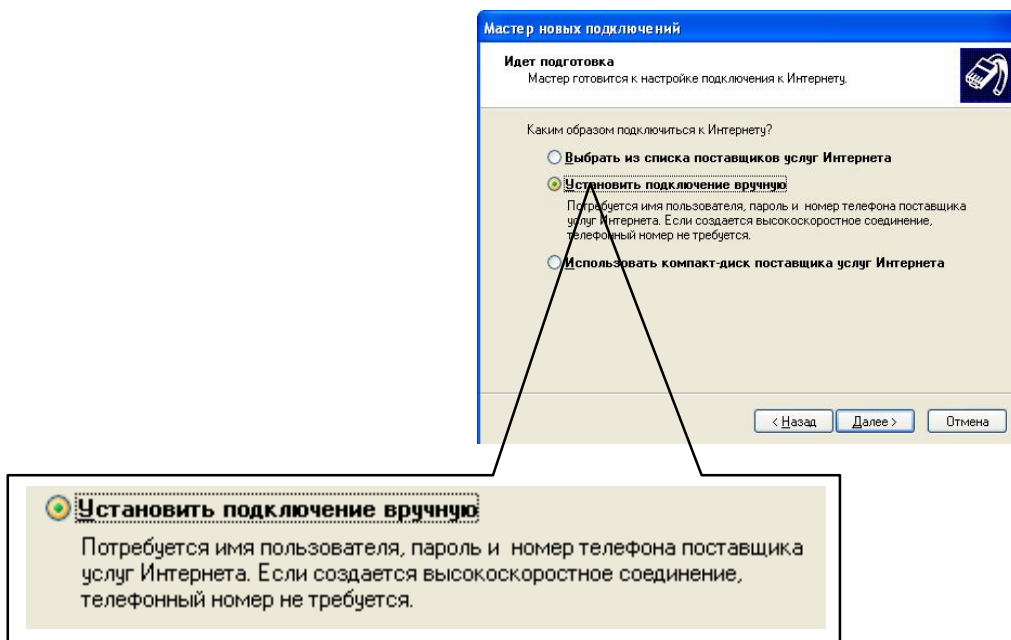 Мастер новых подключений
Идет подготовка
Мастер готовится к настройке подключения к Интернету.
Каким образом подключиться к Интернету?
Выбрать из списка поставщиков услуг Интернета
Установить подключение вручную
Потребуется имя пользователя, пароль и номер телефона поставщика
услуг Интернета. Если создается высокоскоростное соединение,
телефонный номер не требуется.
Использовать компакт-диск поставщика услуг Интернета
< Назад Далее > Отмена
Установить подключение вручную
Потребуется имя пользователя, пароль и номер телефона поставщика
услуг Интернета. Если создается высокоскоростное соединение,
телефонный номер не требуется.